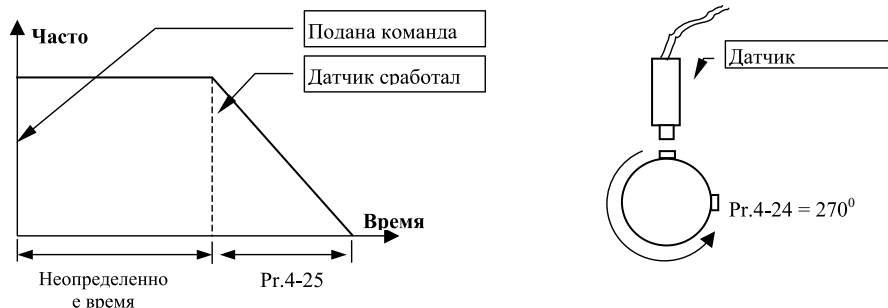 Часто
Подана команда
Датчик сработал
Время
Неопределенно
е время
Pr.4-25
Датчик
Pr.4-24 = 270⁰